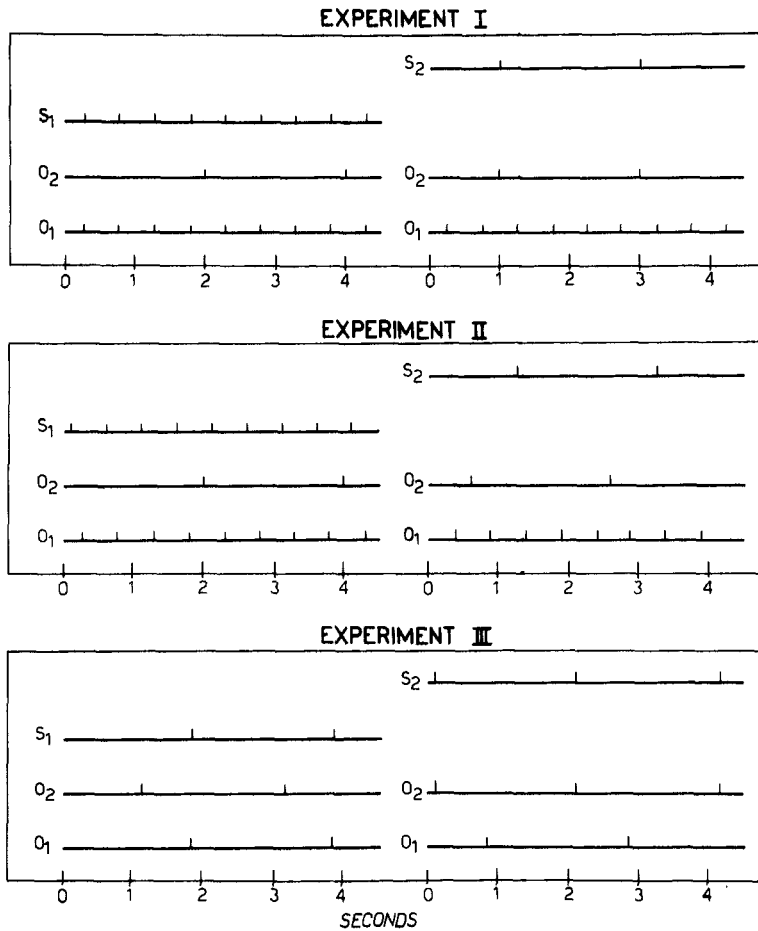 EXPERIMENT I
S2
S1
O2 O2
O1 O1
0 1 2 3 4 0 1 2 3 4
EXPERIMENT II
S2
S1
O2 O2
O1 O1
0 1 2 3 4 0 1 2 3 4
EXPERIMENT III
S2
S1
O2 O2
O1 O1
0 1 2 3 4 0 1 2 3 4
SECONDS